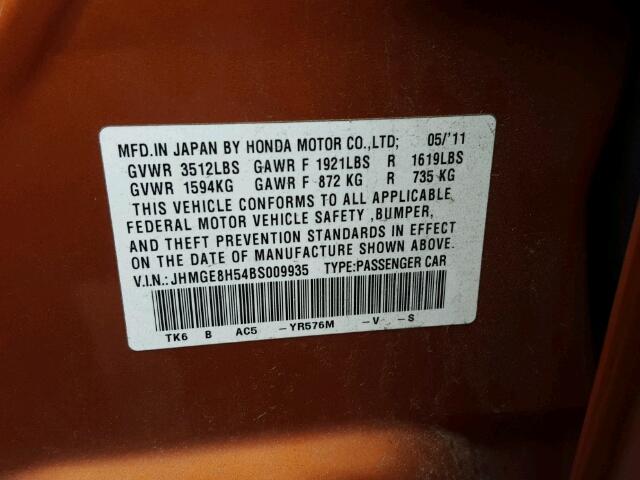 MFD.IN JAPAN BY HONDA MOTOR CO.,LTD; 05/'11
GVWR 3512LBS GAWR F 1921LBS R 1619LBS
GVWR 1594KG GAWR F 872 KG R 735 KG
THIS VEHICLE CONFORMS TO ALL APPLICABLE
FEDERAL MOTOR VEHICLE SAFETY ,BUMPER,
AND THEFT PREVENTION STANDARDS IN EFFECT
ON THE DATE OF MANUFACTURE SHOWN ABOVE.
V.I.N.: JHMGE8H54BS009935 TYPE:PASSENGER CAR
TK6 B AC5 -YR576M -V -S